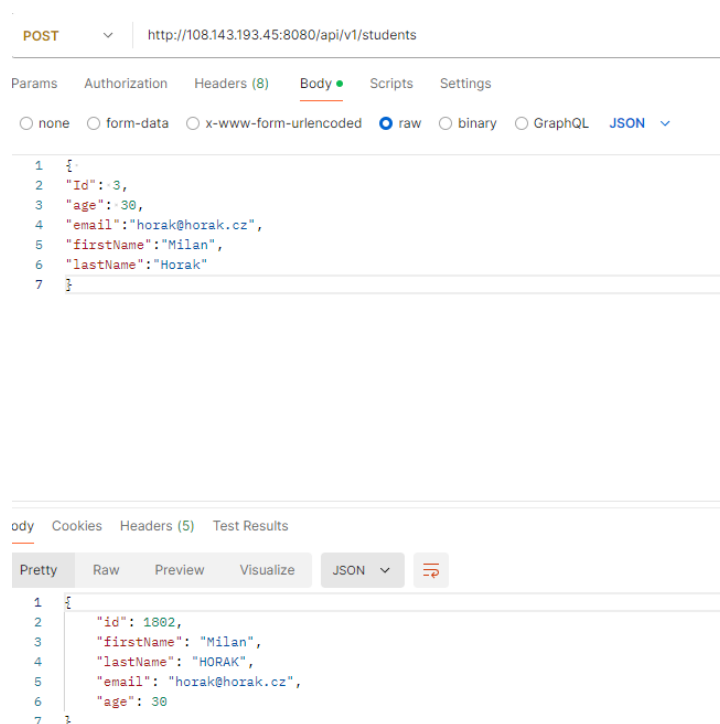 POST http://108.143.193.45:8080/api/v1/students
Params Authorization Headers (8) Body Scripts Settings
none form-data x-www-form-urlencoded raw binary GraphQL JSON
1 {
2 "Id": 3,
3 "age": 30,
4 "email":"horak@horak.cz",
5 "firstName":"Milan",
6 "lastName":"Horak"
7 }
ody Cookies Headers (5) Test Results
Pretty Raw Preview Visualize JSON
1 {
2 "id": 1802,
3 "firstName": "Milan",
4 "lastName": "HORAK",
5 "email": "horak@horak.cz",
6 "age": 30
7 }